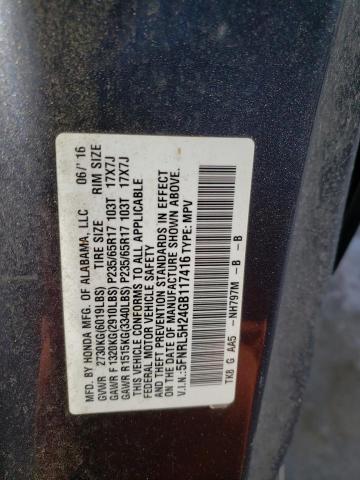 MFD. BY HONDA MFG. OF ALABAMA, LLC 06/'16
GVWR 2730KG(6019LBS) TIRE SIZE RIM SIZE
GAWR F 1320KG(2910LBS) P235/65R17 103T 17X7J
GAWR R 1515KG(3340LBS) P235/65R17 103T 17X7J
THIS VEHICLE CONFORMS TO ALL APPLICABLE
FEDERAL MOTOR VEHICLE SAFETY
AND THEFT PREVENTION STANDARDS IN EFFECT
ON THE DATE OF MANUFACTURE SHOWN ABOVE.
V.I.N.:5FNRL5H24GB117416 TYPE: MPV
TK8 G AA5 -NH797M -B -B